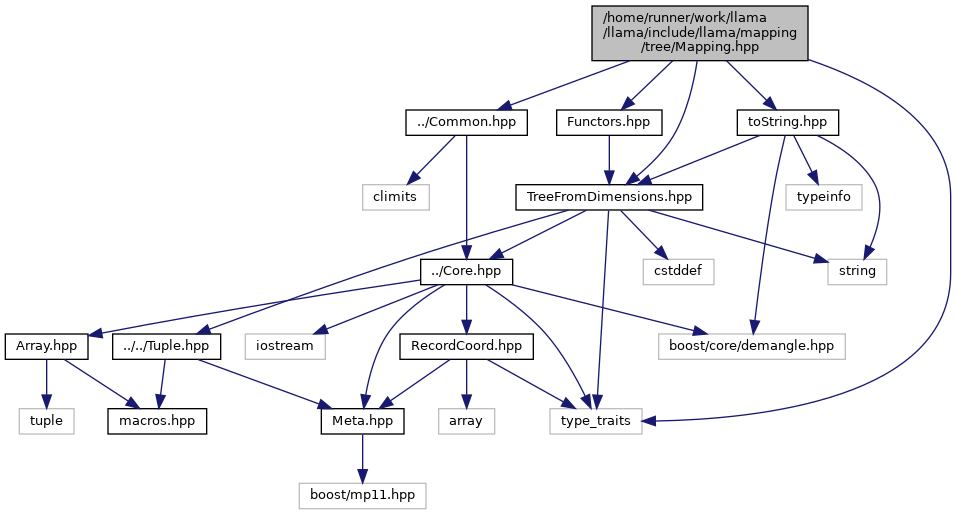 /home/runner/work/llama
/llama/include/llama/mapping
/tree/Mapping.hpp
../Common.hpp
Functors.hpp
toString.hpp
climits
TreeFromDimensions.hpp
typeinfo
../Core.hpp
cstddef
string
Array.hpp
../../Tuple.hpp
iostream
RecordCoord.hpp
boost/core/demangle.hpp
tuple
macros.hpp
Meta.hpp
array
type_traits
boost/mp11.hpp